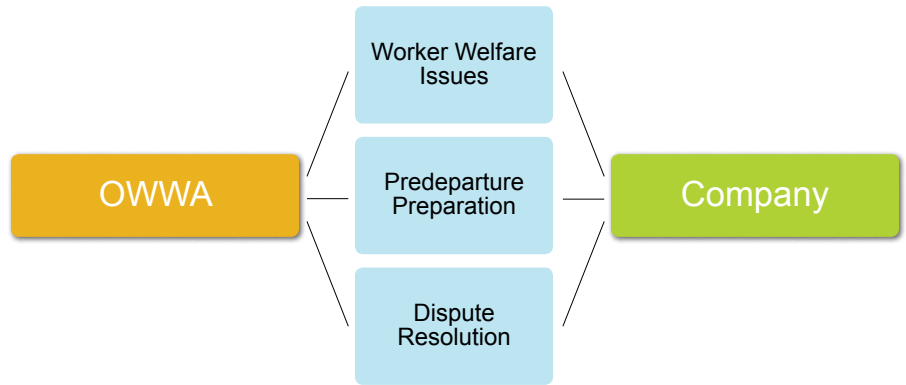 OWWA
Worker Welfare
Issues
Predeparture
Preparation
Dispute
Resolution
Company